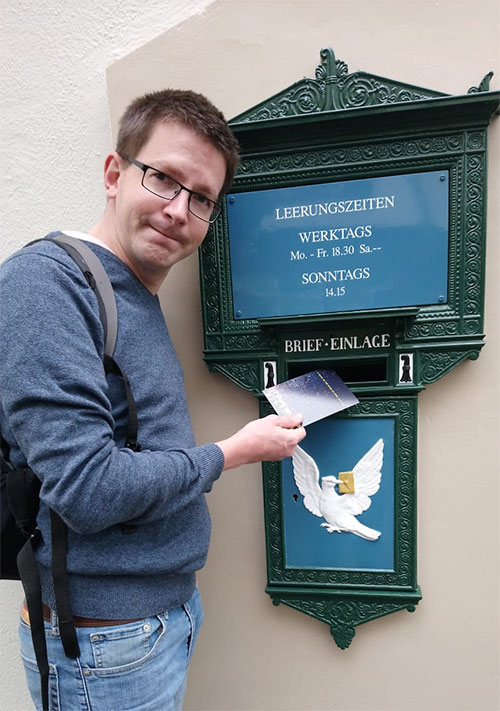 LEERUNGSZEITEN
WERKTAGS
Mo. - Fr. 18.30 Sa.--
SONNTAGS
14.15
BRIEF·EINLAGE